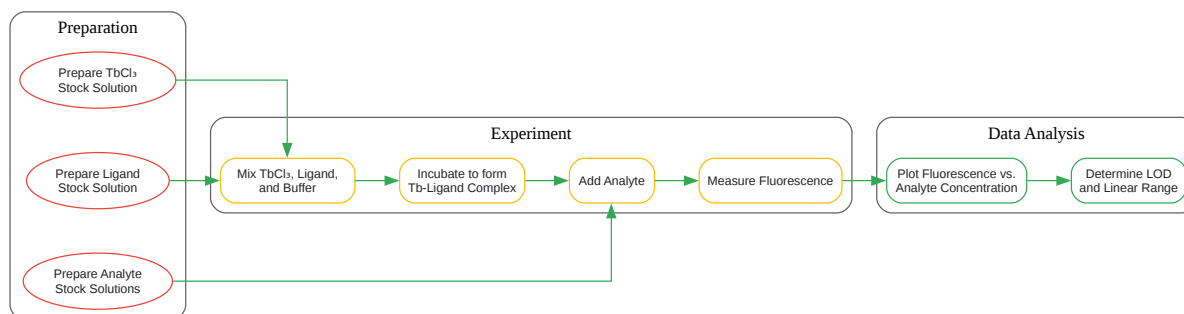 Preparation
Prepare TbCl₃
Stock Solution
Prepare Ligand
Stock Solution
Prepare Analyte
Stock Solutions
Experiment
Mix TbCl₃, Ligand,
and Buffer
Incubate to form
Tb-Ligand Complex
Add Analyte
Measure Fluorescence
Data Analysis
Plot Fluorescence vs.
Analyte Concentration
Determine LOD
and Linear Range